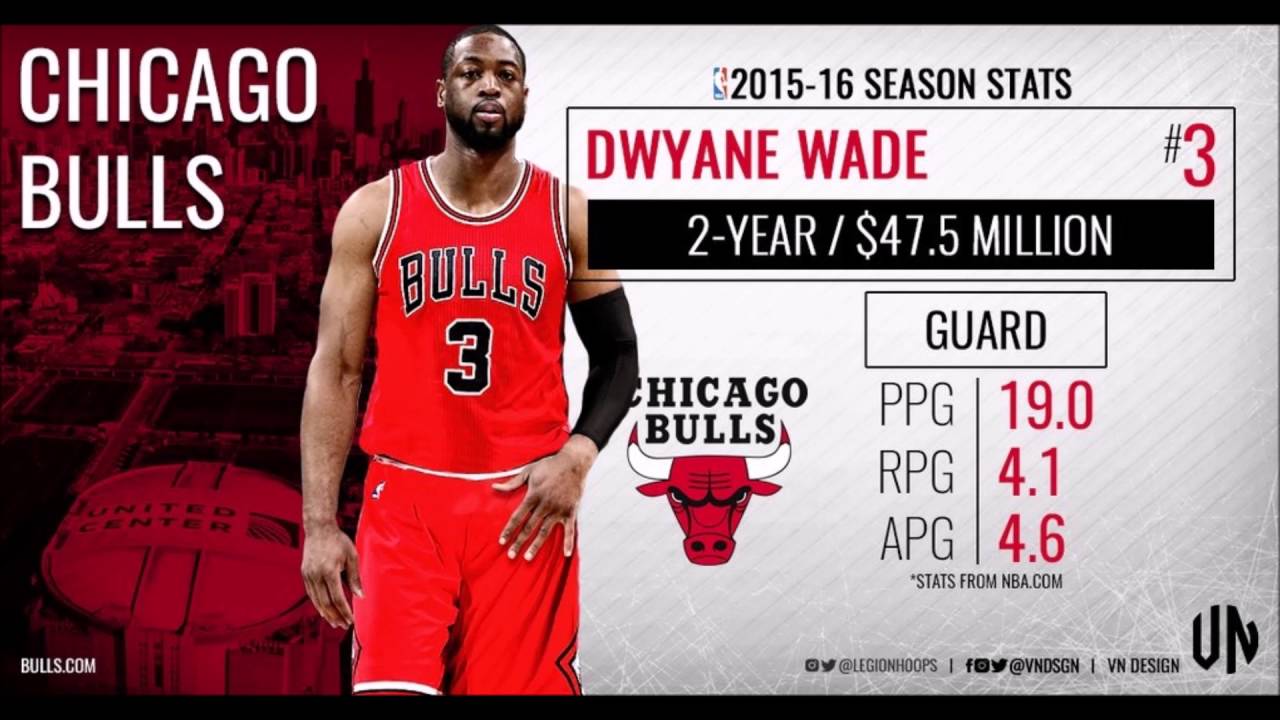 CHICAGO
BULLS
2015-16 SEASON STATS
DWYANE WADE
#3
2-YEAR / $47.5 MILLION
GUARD
BULLS
3
CHICAGO
BULLS
PPG 19.0
RPG 4.1
APG 4.6
*STATS FROM NBA.COM
UNITED
CENTER
BULLS.COM
@LEGIONHOOPS | @VNDSGN | VN DESIGN
VN